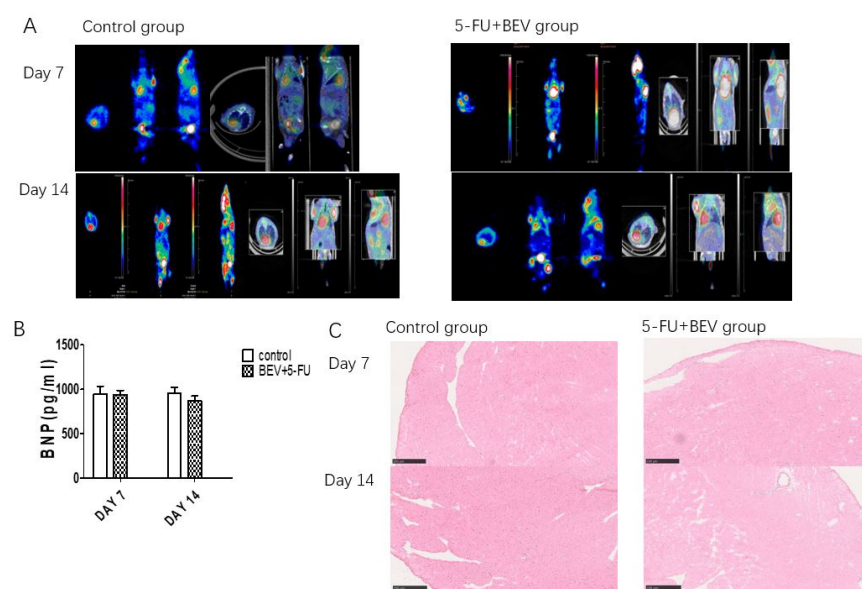 A
Control group
5-FU+BEV group
Day 7
Day 14
B
1500
1000
500
0
BNP(pg/ml)
DAY 7
DAY 14
control
BEV+5-FU
C
Control group
5-FU+BEV group
Day 7
Day 14